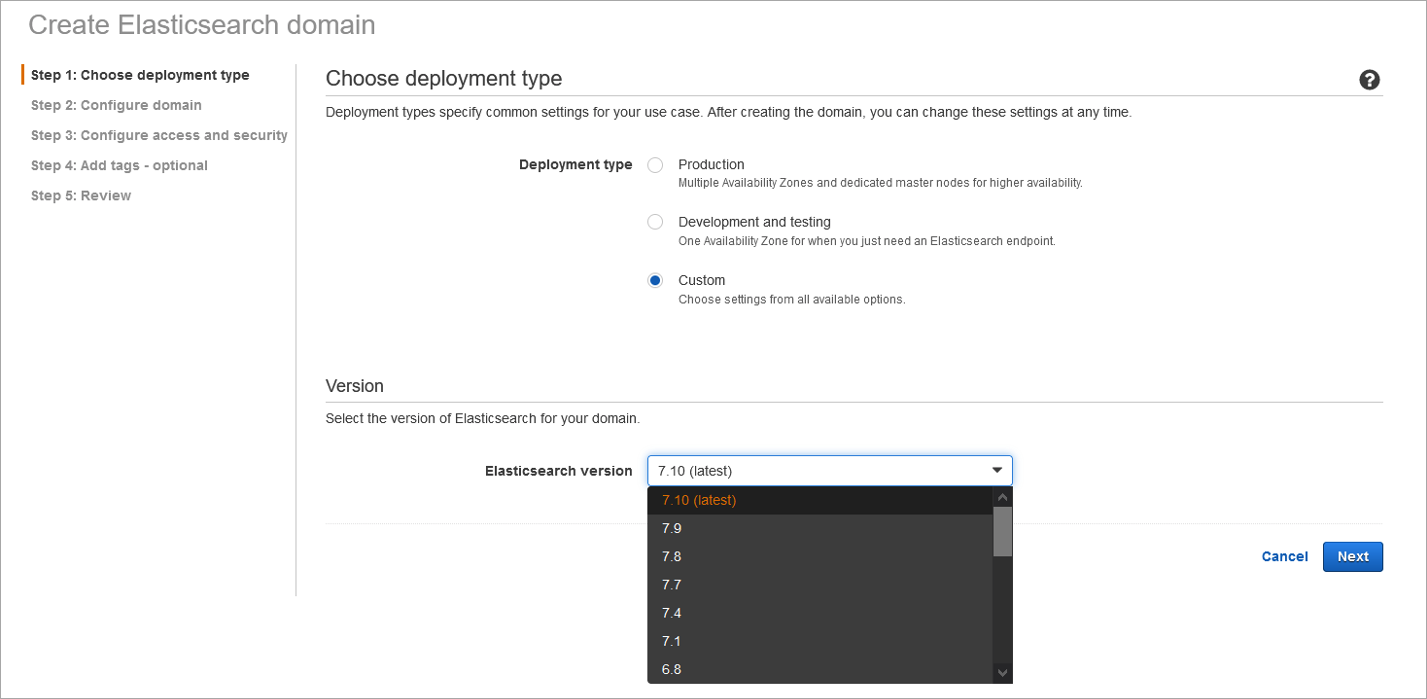 Create Elasticsearch domain
Step 1: Choose deployment type
Step 2: Configure domain
Step 3: Configure access and security
Step 4: Add tags - optional
Step 5: Review
Choose deployment type
?
Deployment types specify common settings for your use case. After creating the domain, you can change these settings at any time.
Deployment type
Production
Multiple Availability Zones and dedicated master nodes for higher availability.
Development and testing
One Availability Zone for when you just need an Elasticsearch endpoint.
Custom
Choose settings from all available options.
Version
Select the version of Elasticsearch for your domain.
Elasticsearch version
7.10 (latest)
7.10 (latest)
7.9
7.8
7.7
7.4
7.1
6.8
Cancel
Next